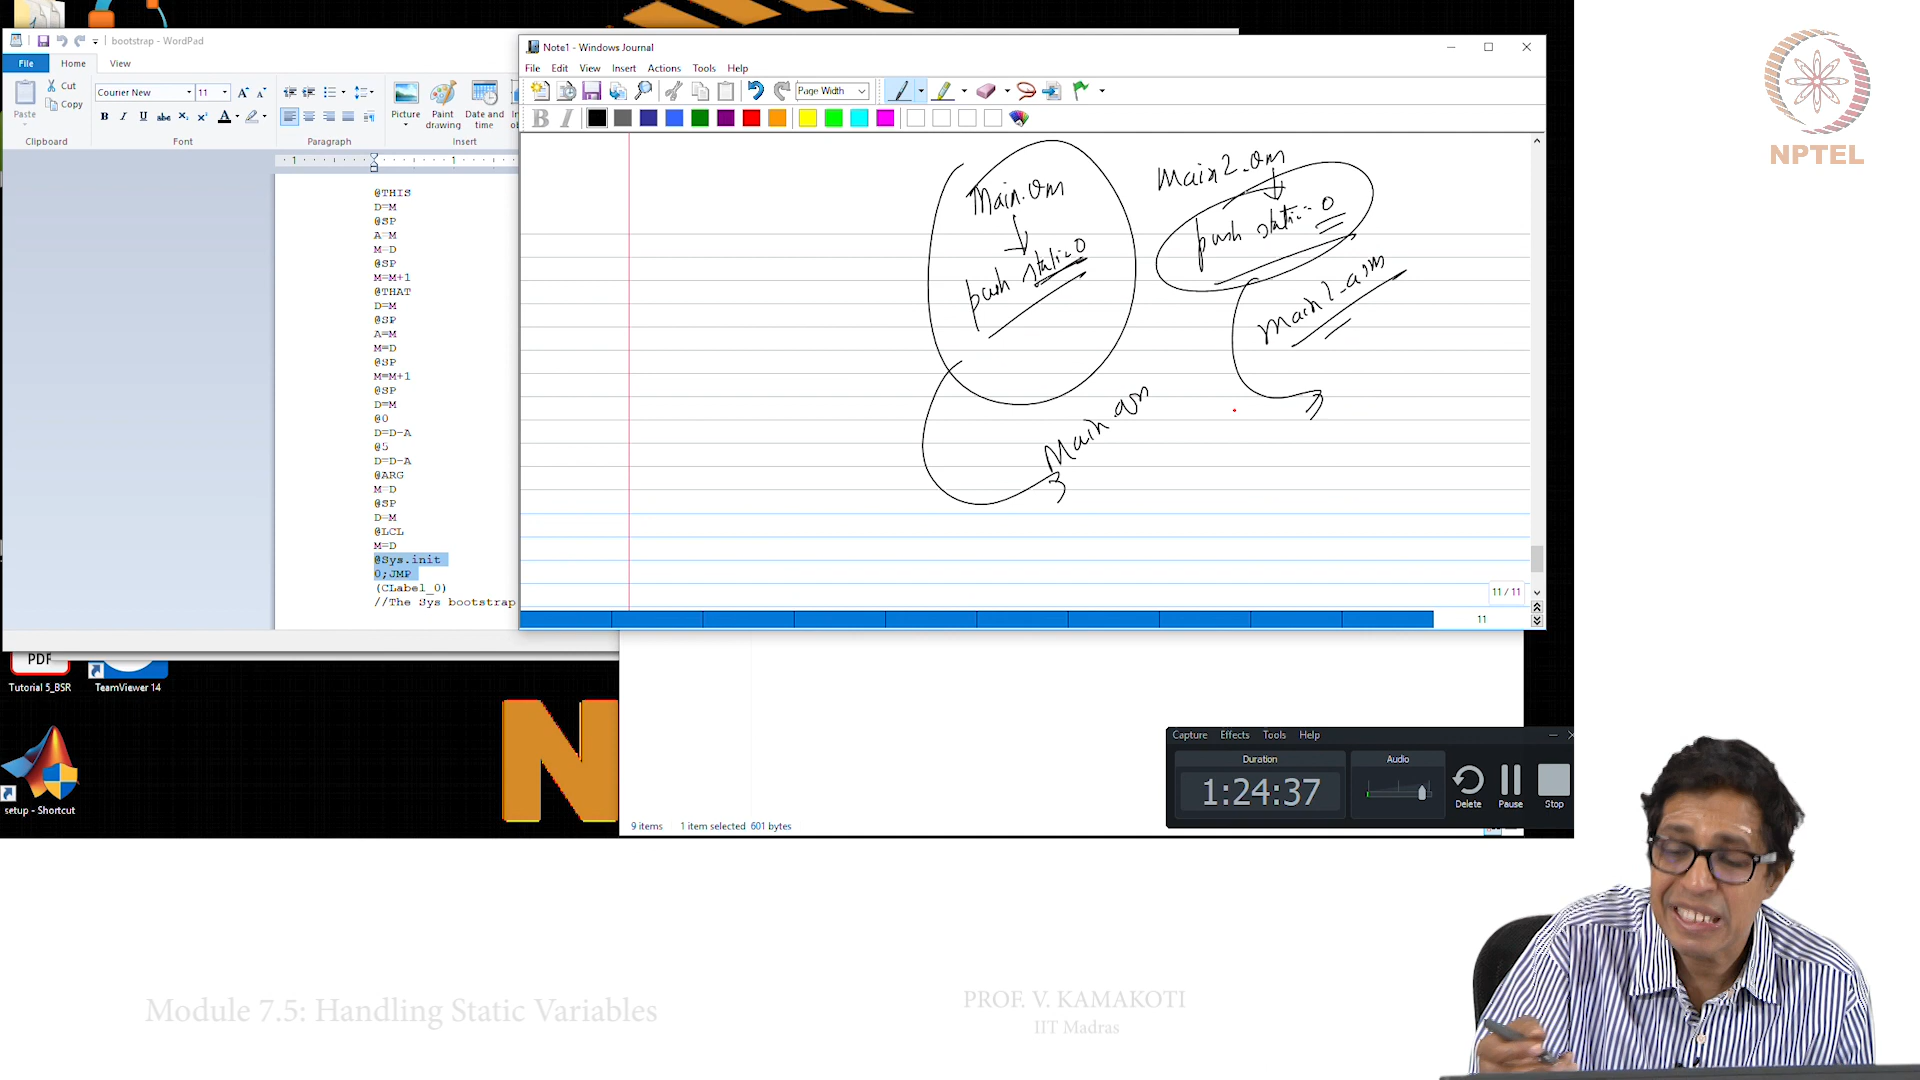 bootstrap - WordPad
File
Home
View
Cut
Copy
Paste
Clipboard
Courier New
11
Font
Paragraph
Picture
Paint drawing
Date and time
Insert
1
1
@THIS
D=M
@SP
A=M
M=D
@SP
M=M+1
@THAT
D=M
@SP
A=M
M=D
@SP
M=M+1
@SP
D=M
@0
D=D-A
@5
D=D-A
@ARG
M=D
@SP
D=M
@LCL
M=D
@Sys.init
0;JMP
(CLabel_0)
//The Sys bootstrap
Note1 - Windows Journal
File Edit View Insert Actions Tools Help
Page Width
Main.vm
push static 0
Main.asm
Main2.vm
push static 0
Main2.asm
11 / 11
11
PDF
Tutorial 5_BSR
TeamViewer 14
setup - Shortcut
N
9 items 1 item selected 601 bytes
Capture Effects Tools Help
Duration
1:24:37
Audio
Delete
Pause
Stop
NPTEL
Module 7.5: Handling Static Variables
PROF. V. KAMAKOTI
IIT Madras